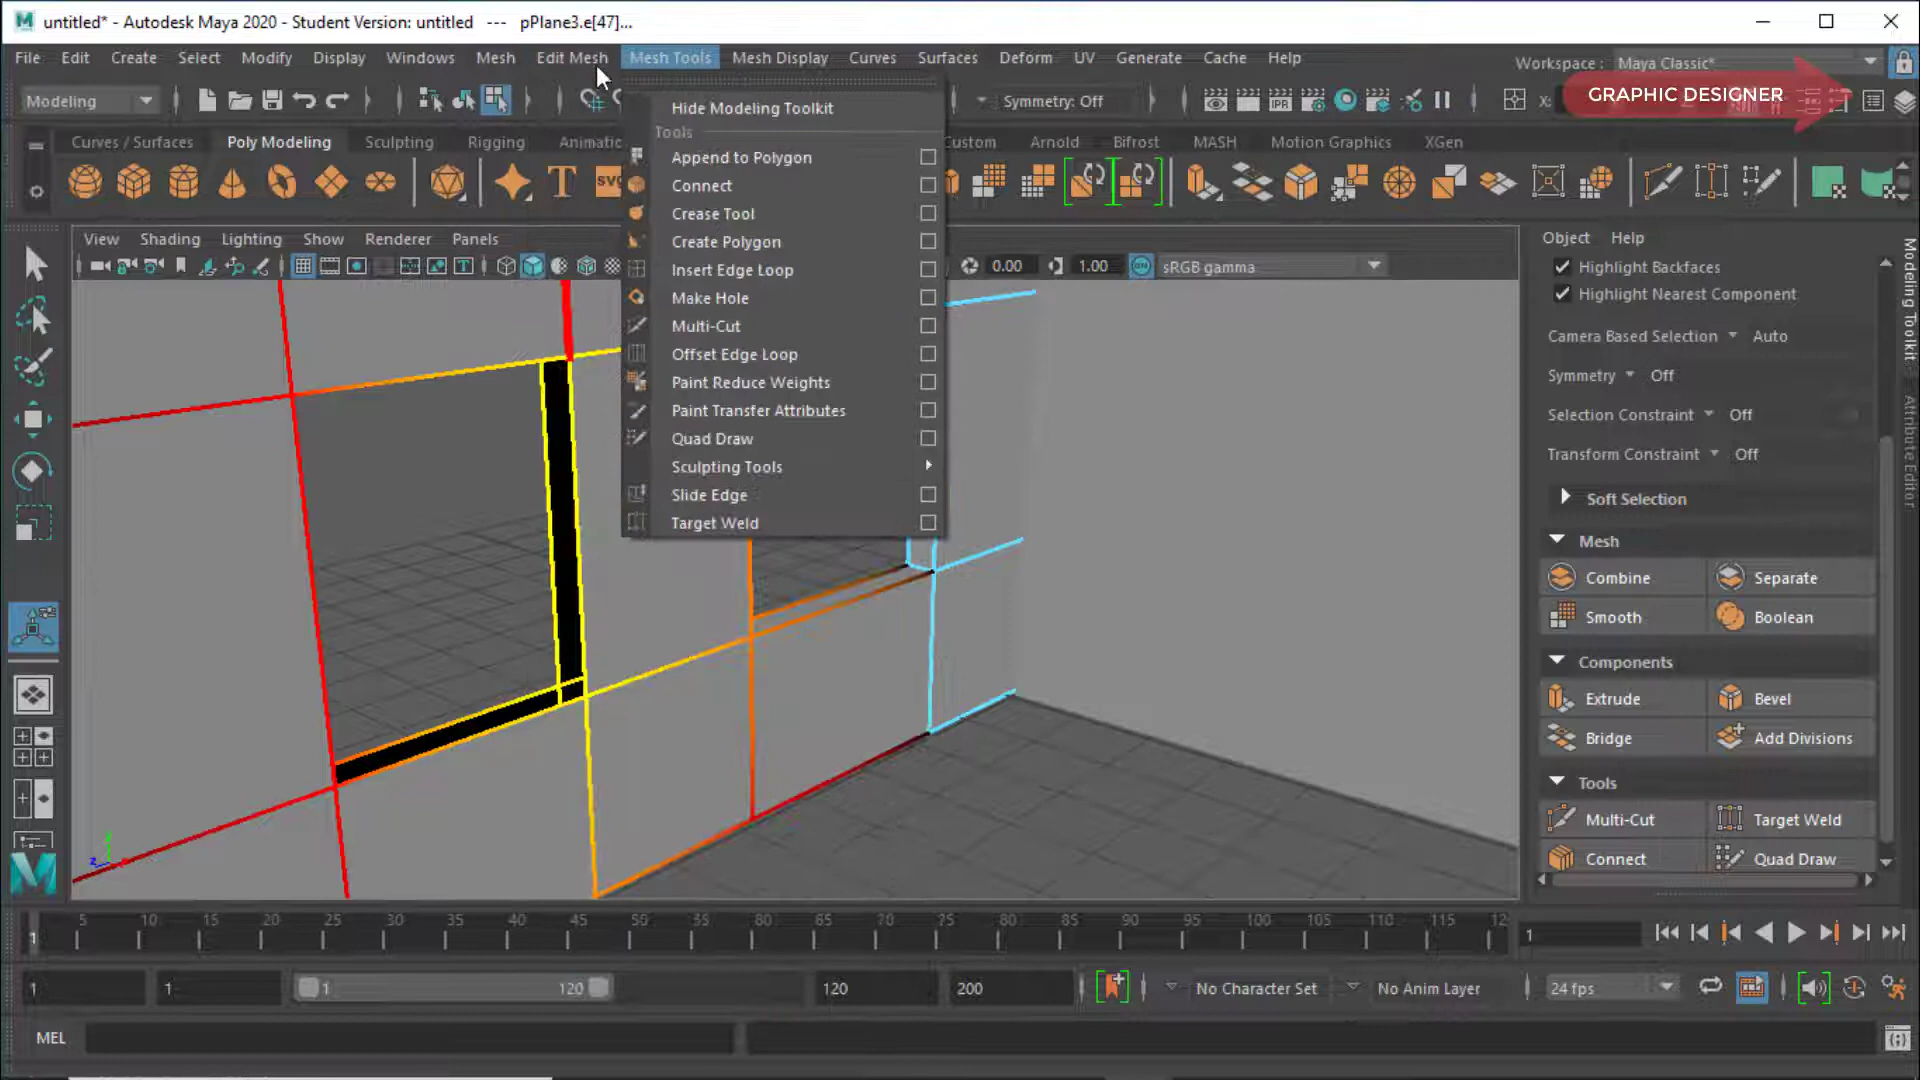 untitled* - Autodesk Maya 2020 - Student Version: untitled --- pPlane3.e[47]...
File Edit Create Select Modify Display Windows Mesh Edit Mesh Mesh Tools Mesh Display Curves Surfaces Deform UV Generate Cache Help
Workspace : Maya Classic*
Modeling
Symmetry: Off
IPR
X:
GRAPHIC DESIGNER
Curves / Surfaces Poly Modeling Sculpting Rigging Animatio Custom Arnold Bifrost MASH Motion Graphics XGen
T
SVG
Hide Modeling Toolkit
Tools
Append to Polygon
Connect
Crease Tool
Create Polygon
Insert Edge Loop
Make Hole
Multi-Cut
Offset Edge Loop
Paint Reduce Weights
Paint Transfer Attributes
Quad Draw
Sculpting Tools
Slide Edge
Target Weld
View Shading Lighting Show Renderer Panels
0.00 1.00 ON sRGB gamma
z
Object Help
Highlight Backfaces
Highlight Nearest Component
Camera Based Selection Auto
Symmetry Off
Selection Constraint Off
Transform Constraint Off
Soft Selection
Mesh
Combine Separate
Smooth Boolean
Components
Extrude Bevel
Bridge Add Divisions
Tools
Multi-Cut Target Weld
Connect Quad Draw
Modeling Toolkit
Attribute Editor
M
1 5 10 15 20 25 30 35 40 45 50 55 60 65 70 75 80 85 90 95 100 105 110 115 12
1
1 1 1 120 120 200 No Character Set No Anim Layer 24 fps
MEL